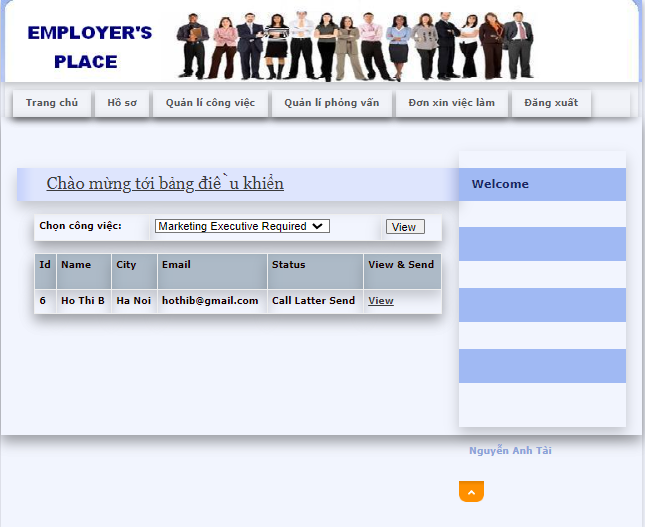 EMPLOYER'S
PLACE
Trang chủ Hồ sơ Quản lí công việc Quản lí phỏng vấn Đơn xin việc làm Đăng xuất
Chào mừng tới bảng điều khiển
Welcome
Chọn công việc: Marketing Executive Required View
Id Name City Email Status View & Send
6 Ho Thi B Ha Noi hothib@gmail.com Call Latter Send View
Nguyễn Anh Tài